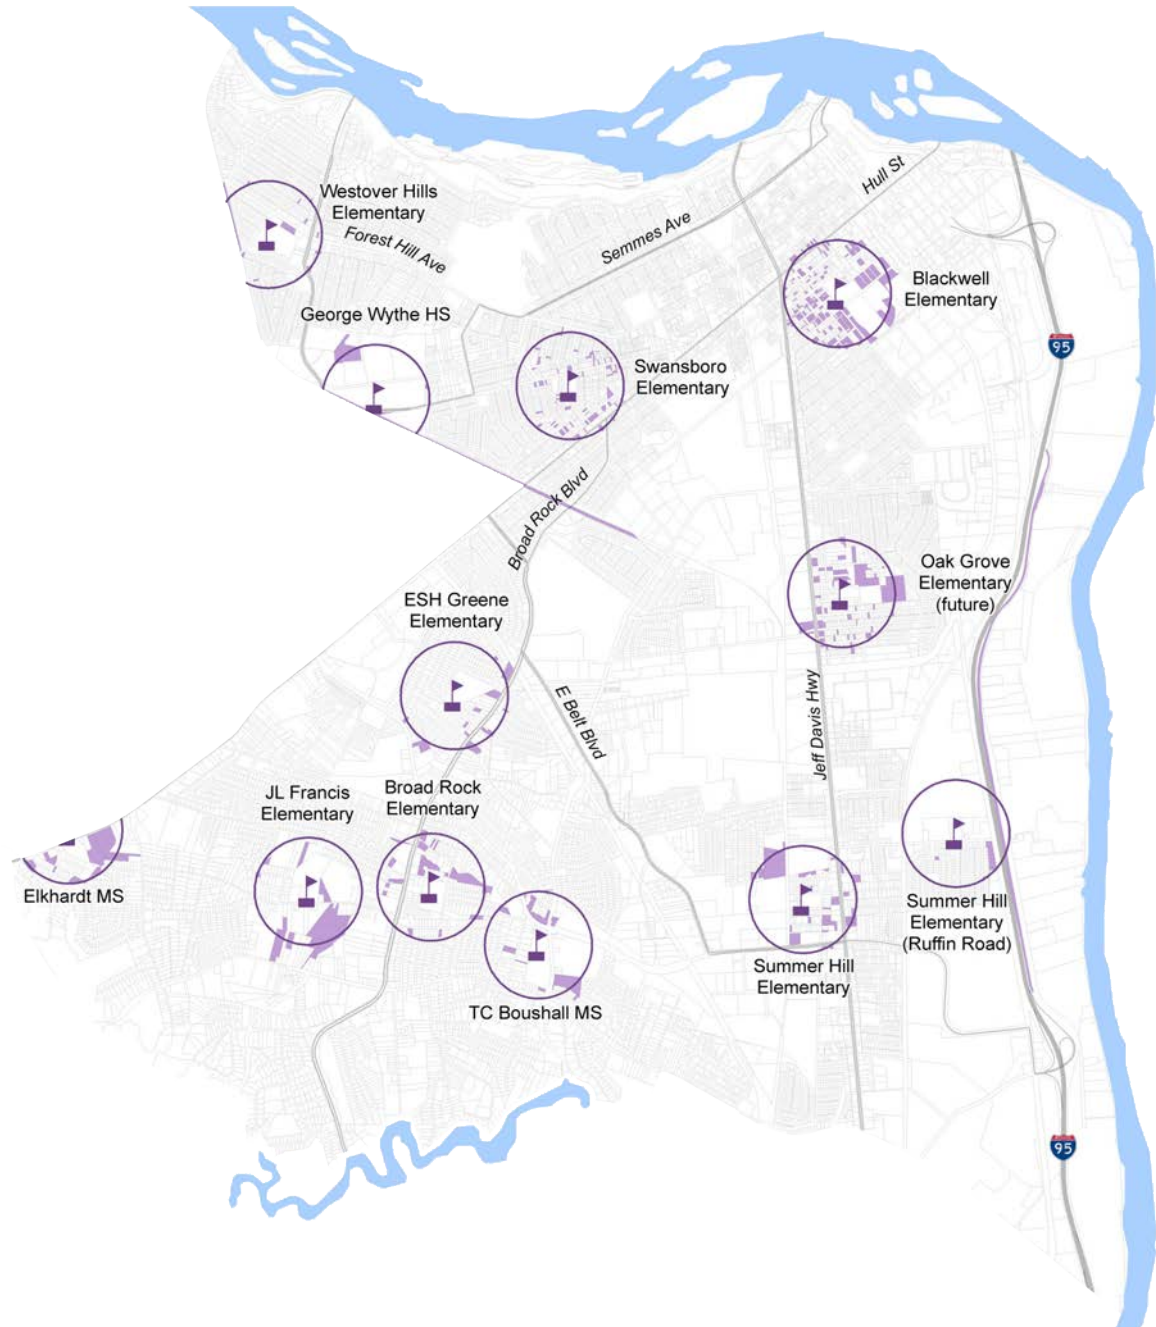 Westover Hills
Elementary
Forest Hill Ave
Semmes Ave
Hull St
Blackwell
Elementary
George Wythe HS
95
Swansboro
Elementary
Broad Rock Blvd
Oak Grove
Elementary
(future)
ESH Greene
Elementary
E Belt Blvd
Jeff Davis Hwy
JL Francis
Elementary
Broad Rock
Elementary
Elkhardt MS
Summer Hill
Elementary
(Ruffin Road)
Summer Hill
Elementary
TC Boushall MS
95